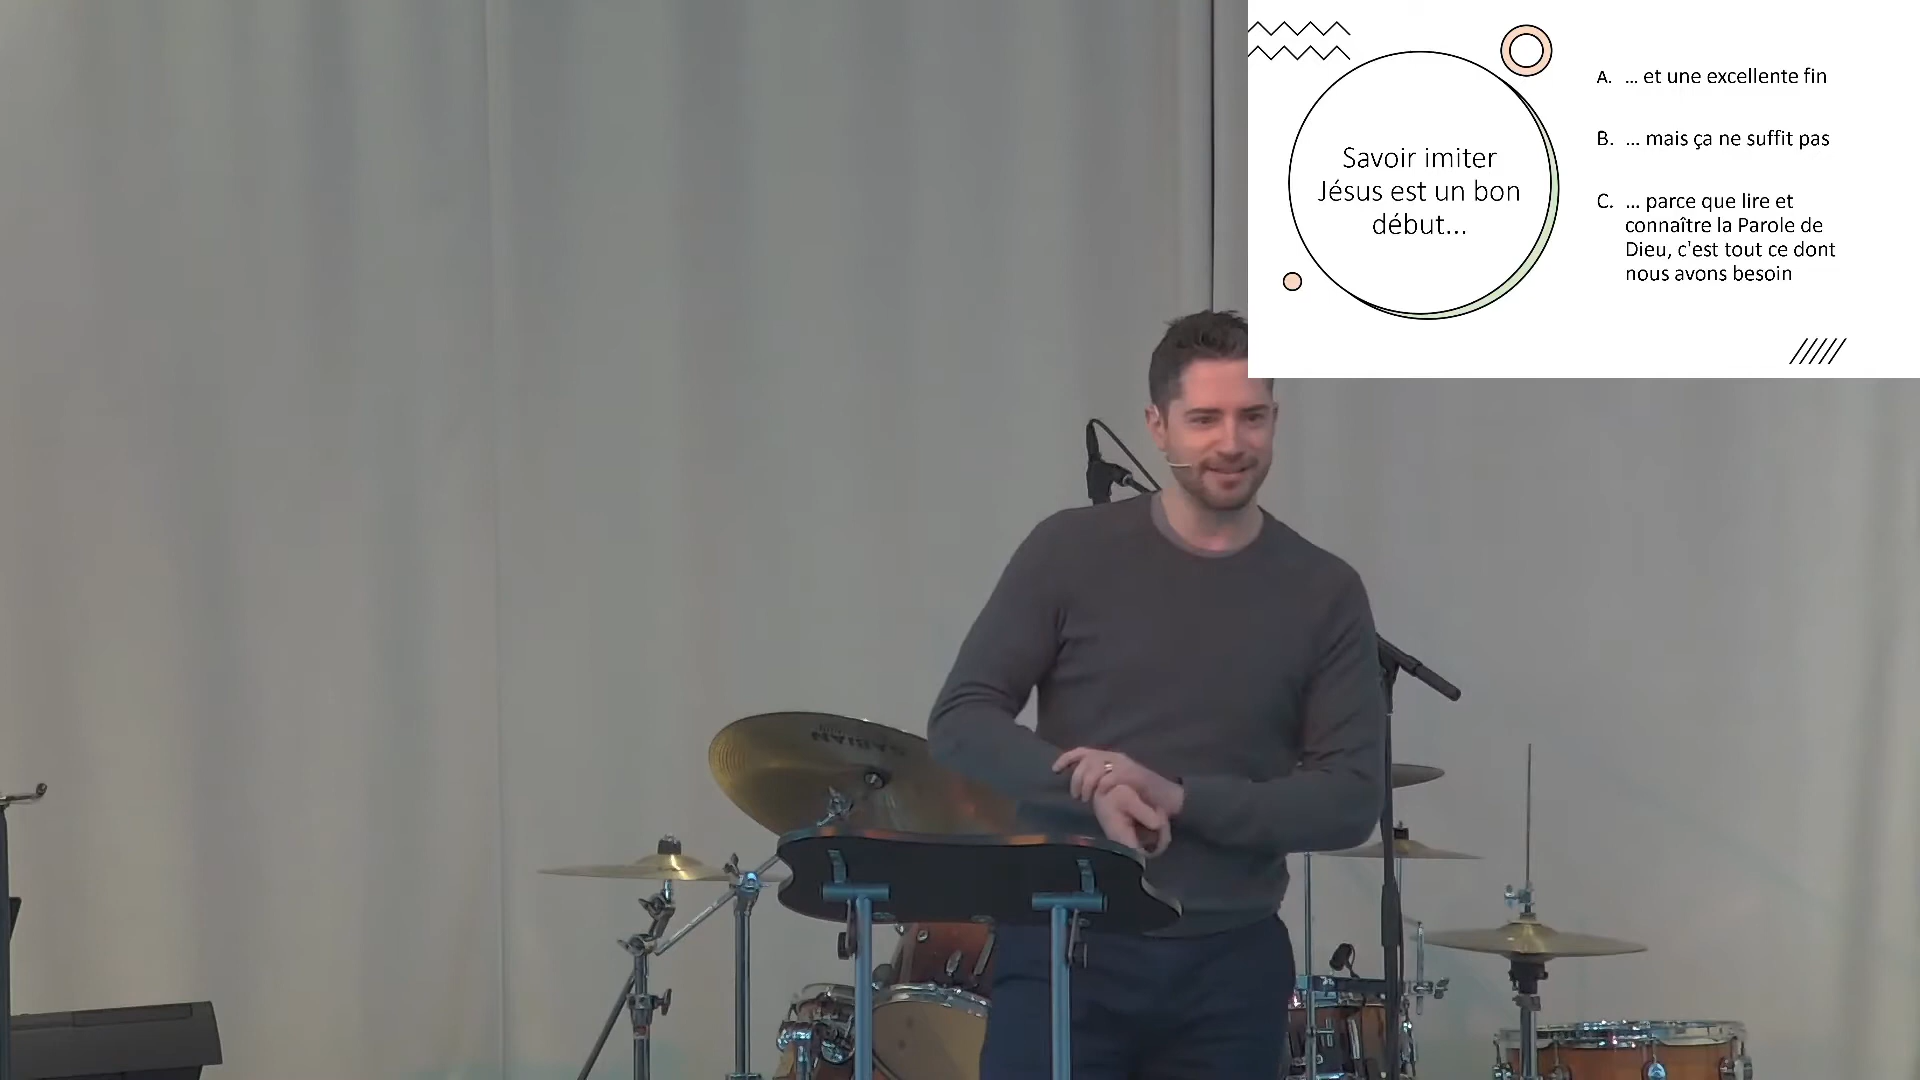 Savoir imiter
Jésus est un bon
début...
A. ... et une excellente fin
B. ... mais ça ne suffit pas
C. ... parce que lire et
connaître la Parole de
Dieu, c'est tout ce dont
nous avons besoin